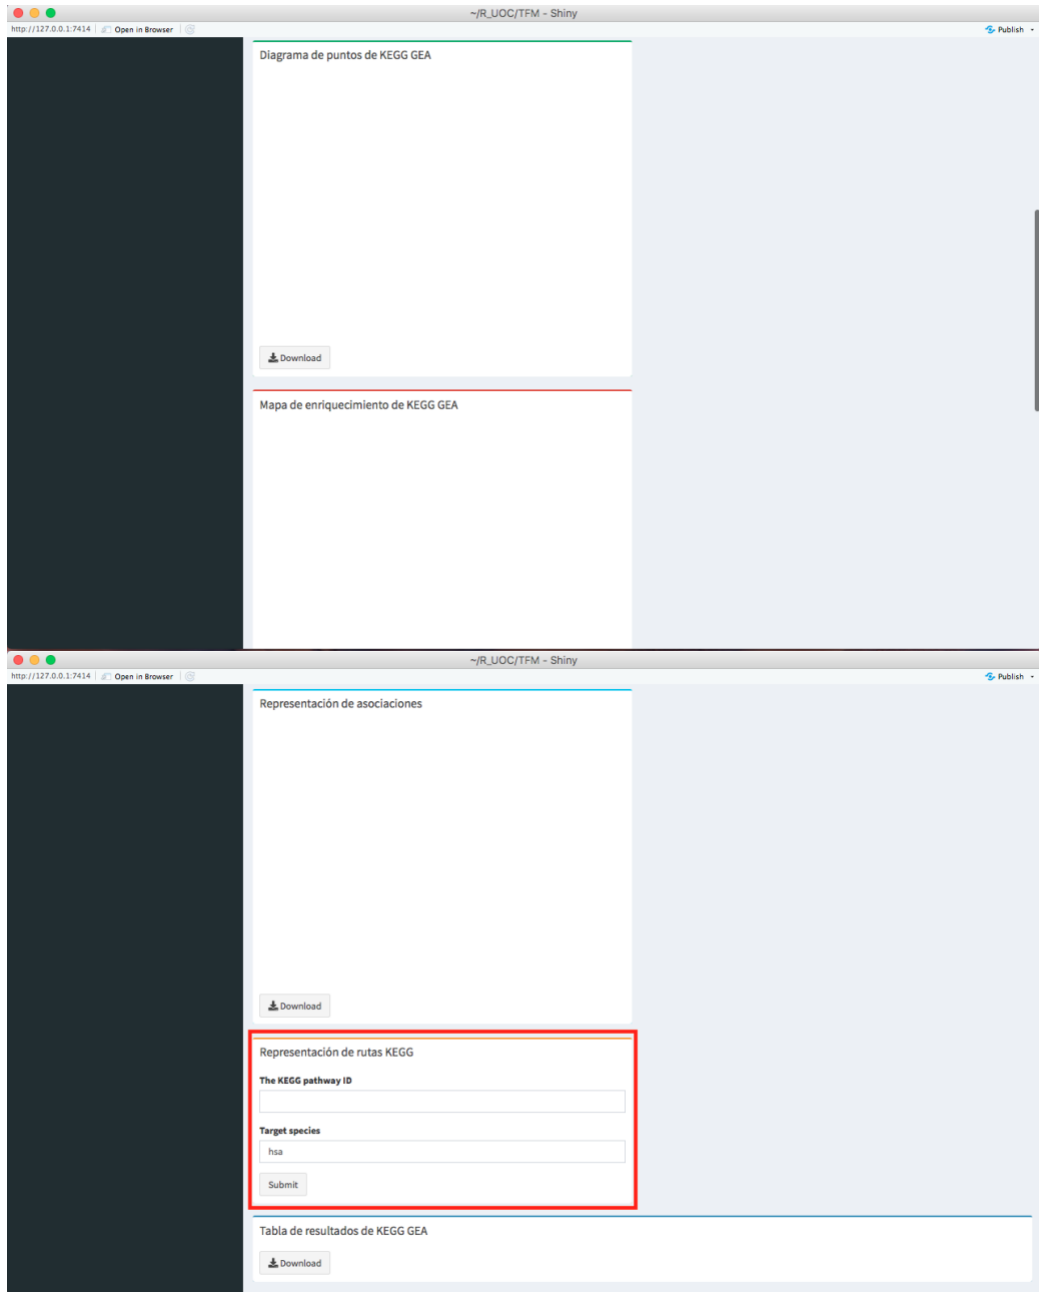 ~/R_UOC/TFM - Shiny
http://127.0.0.1:7414 Open in Browser Publish
Diagrama de puntos de KEGG GEA
Download
Mapa de enriquecimiento de KEGG GEA
~/R_UOC/TFM - Shiny
http://127.0.0.1:7414 Open in Browser Publish
Representación de asociaciones
Download
Representación de rutas KEGG
The KEGG pathway ID
Target species
hsa
Submit
Tabla de resultados de KEGG GEA
Download